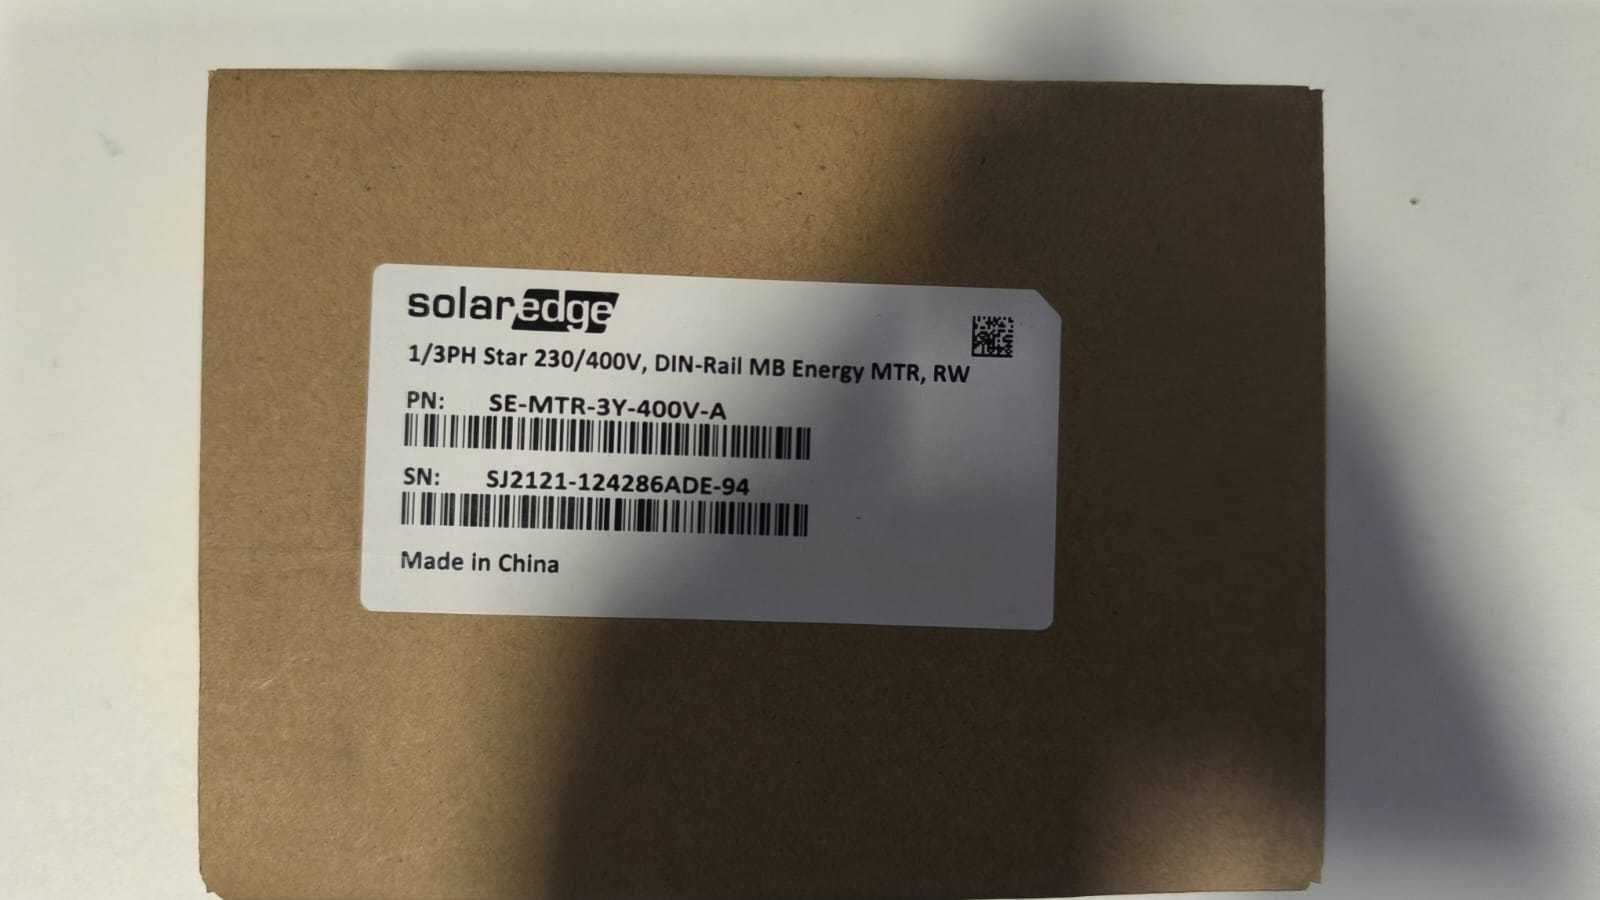 solaredge
1/3PH Star 230/400V, DIN-Rail MB Energy MTR, RW
PN: SE-MTR-3Y-400V-A
SN: SJ2121-124286ADE-94
Made in China